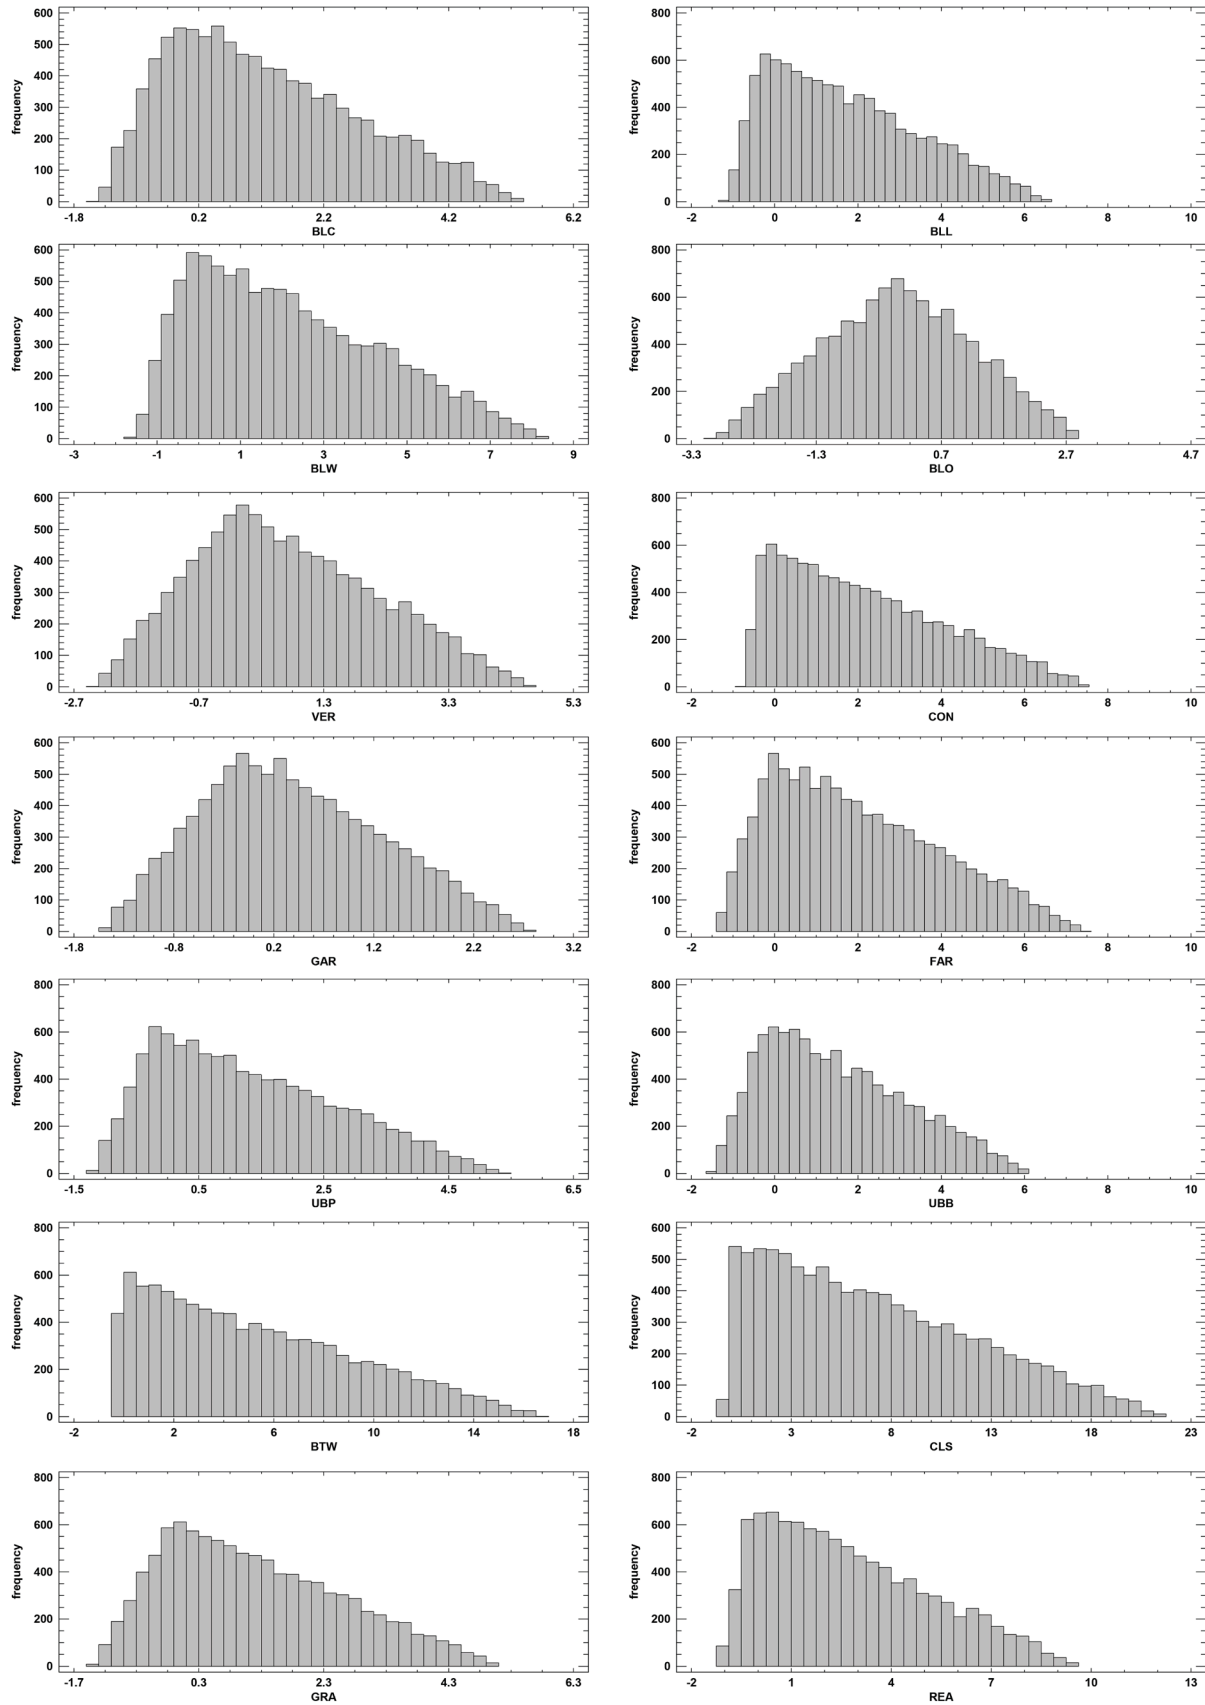 600
500
400
300
200
100
0
frequency
-1.8 0.2 2.2 4.2 6.2
BLC
800
600
400
200
0
frequency
-2 0 2 4 6 8 10
BLL
600
500
400
300
200
100
0
frequency
-3 -1 1 3 5 7 9
BLW
800
600
400
200
0
frequency
-3.3 -1.3 0.7 2.7 4.7
BLO
600
500
400
300
200
100
0
frequency
-2.7 -0.7 1.3 3.3 5.3
VER
800
600
400
200
0
frequency
-2 0 2 4 6 8 10
CON
600
500
400
300
200
100
0
frequency
-1.8 -0.8 0.2 1.2 2.2 3.2
GAR
600
500
400
300
200
100
0
frequency
-2 0 2 4 6 8 10
FAR
800
600
400
200
0
frequency
-1.5 0.5 2.5 4.5 6.5
UBP
800
600
400
200
0
frequency
-2 0 2 4 6 8 10
UBB
800
600
400
200
0
frequency
-2 2 6 10 14 18
BTW
600
500
400
300
200
100
0
frequency
-2 3 8 13 18 23
CLS
800
600
400
200
0
frequency
-1.7 0.3 2.3 4.3 6.3
GRA
800
600
400
200
0
frequency
-2 1 4 7 10 13
REA